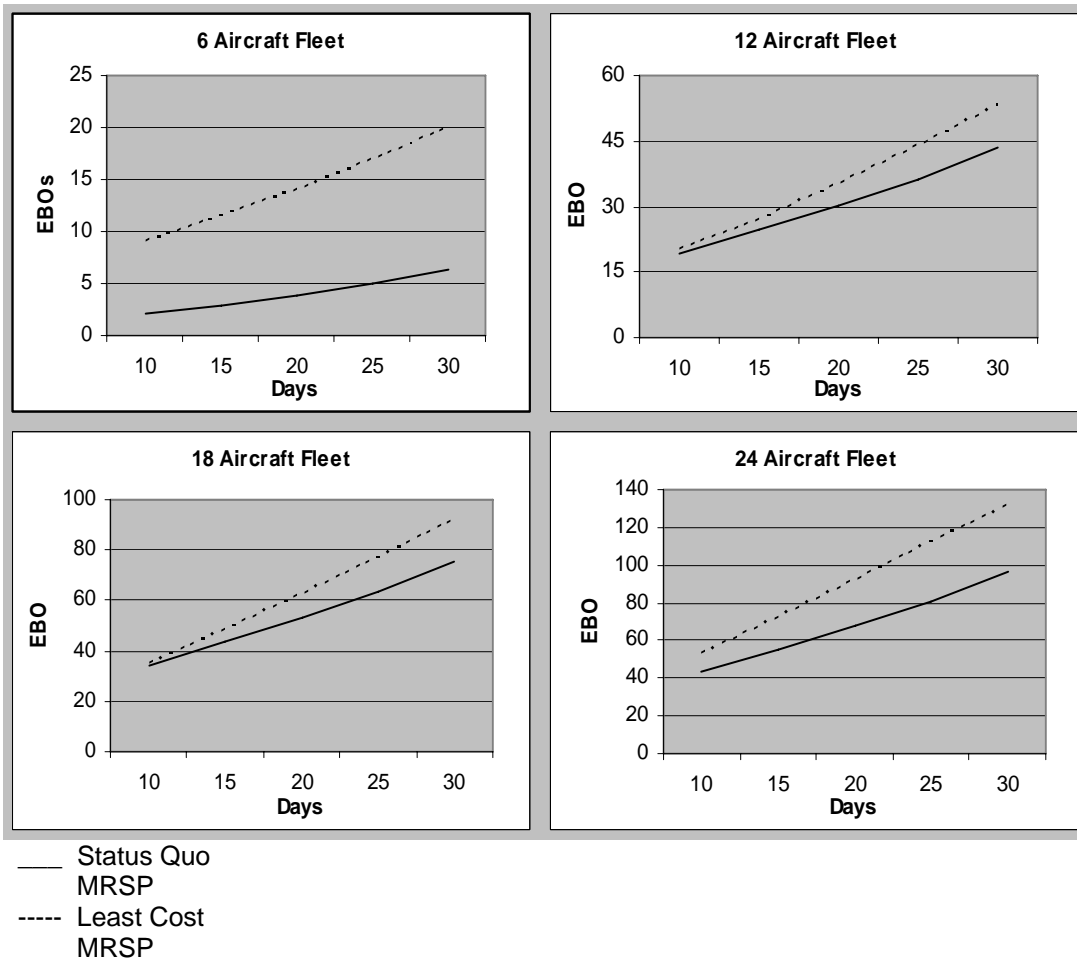 6 Aircraft Fleet
25
20
15
10
5
0
EBOs
10 15 20 25 30
Days
12 Aircraft Fleet
60
45
30
15
0
EBO
10 15 20 25 30
Days
18 Aircraft Fleet
100
80
60
40
20
0
EBO
10 15 20 25 30
Days
24 Aircraft Fleet
140
120
100
80
60
40
20
0
EBO
10 15 20 25 30
Days
___ Status Quo
MRSP
----- Least Cost
MRSP